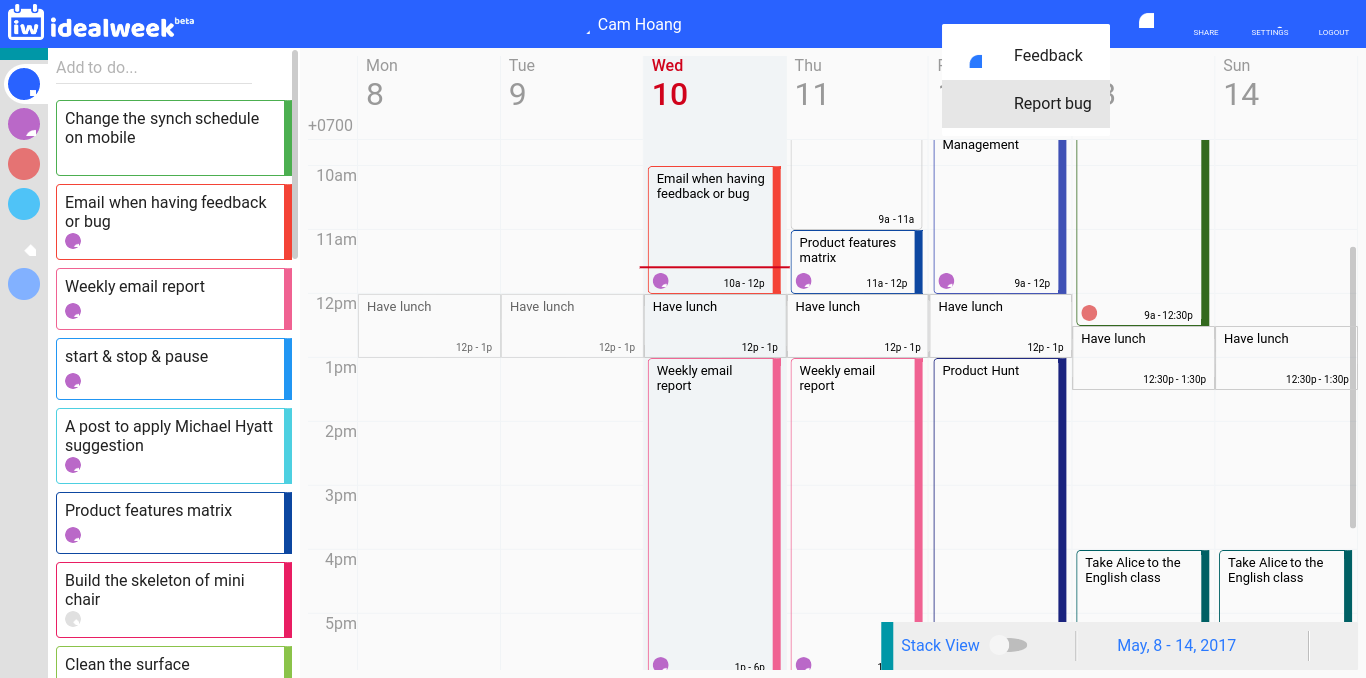 iw idealweek beta
Cam Hoang
SHARE
SETTINGS
LOGOUT
Feedback
Report bug
Add to do...
Change the synch schedule
on mobile
Email when having feedback
or bug
Weekly email report
start & stop & pause
A post to apply Michael Hyatt
suggestion
Product features matrix
Build the skeleton of mini
chair
Clean the surface
Mon
8
Tue
9
Wed
10
Thu
11
Sun
14
+0700
10am
11am
12pm
1pm
2pm
3pm
4pm
5pm
Have lunch
12p - 1p
Have lunch
12p - 1p
Email when having
feedback or bug
10a - 12p
Have lunch
12p - 1p
Weekly email
report
1p - 6p
9a - 11a
Product features
matrix
11a - 12p
Have lunch
12p - 1p
Weekly email
report
Management
9a - 12p
Have lunch
12p - 1p
Product Hunt
9a - 12:30p
Have lunch
12:30p - 1:30p
Take Alice to the
English class
Have lunch
12:30p - 1:30p
Take Alice to the
English class
Stack View
May, 8 - 14, 2017